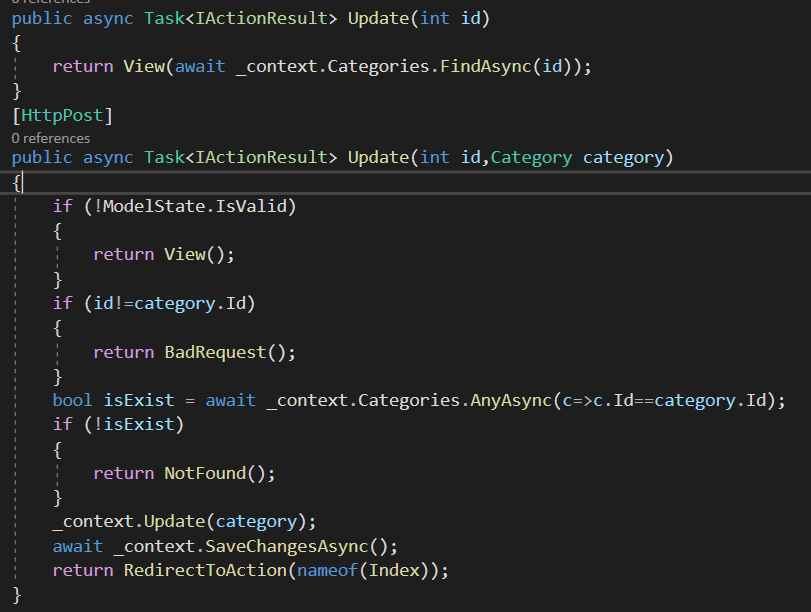 0 references
public async Task<IActionResult> Update(int id)
{
    return View(await _context.Categories.FindAsync(id));
}
[HttpPost]
0 references
public async Task<IActionResult> Update(int id,Category category)
{
    if (!ModelState.IsValid)
    {
        return View();
    }
    if (id!=category.Id)
    {
        return BadRequest();
    }
    bool isExist = await _context.Categories.AnyAsync(c=>c.Id==category.Id);
    if (!isExist)
    {
        return NotFound();
    }
    _context.Update(category);
    await _context.SaveChangesAsync();
    return RedirectToAction(nameof(Index));
}